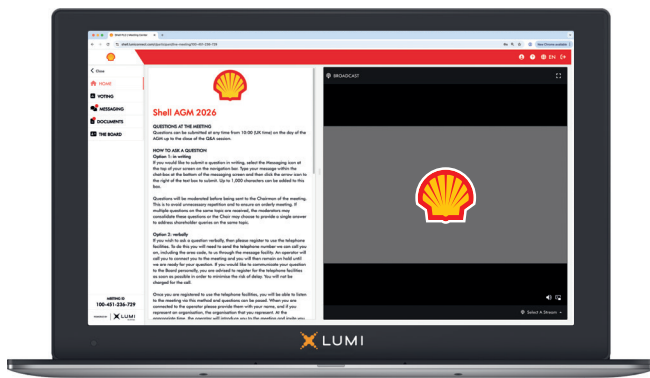 New Chrome available
EN
Close
HOME
VOTING
MESSAGING
DOCUMENTS
THE BOARD
MEETING ID
100-451-236-729
LUMI
Shell AGM 2026
QUESTIONS AT THE MEETING
Questions can be submitted at any time from 10:00 (UK time) on the day of the
AGM up to the close of the Q&A session.
HOW TO ASK A QUESTION
Option 1: in writing
If you would like to submit a question in writing, select the messaging icon at
the top of your screen on the navigation bar. Type your message within the
chat-box at the bottom of the messaging screen and then click the arrow icon to
the right of the text box to submit. Up to 1,000 characters can be added to this
box.
Questions will be moderated before being sent to the Chairman of the meeting.
This is to avoid unnecessary repetition and to ensure an orderly meeting. If
multiple questions on the same topic are received, the moderators may
consolidate these questions or the Chair may choose to provide a single answer
to address shareholder queries on the same topic.
Option 2: verbally
If you wish to ask a question verbally, then please register to use the telephone
facilities. To do this you will need to send the telephone number we can call you
on, including the area code, to us through the message facility. An operator will
call you to connect you to the meeting and you will then remain on hold until
we are ready for your question. If you would like to communicate your question
to the Board personally, you are advised to register for the telephone facilities
as soon as possible in order to minimise the risk of delay. You will not be
charged for the call.
Once you are registered to use the telephone facilities, you will be able to listen
to the meeting via this method and questions can be posed. When you are
connected to the operator please provide them with your name, and if you
represent an organisation, the organisation that you represent. At the
appropriate time, the operator will introduce you to the meeting and invite you
BROADCAST
Select A Stream
LUMI